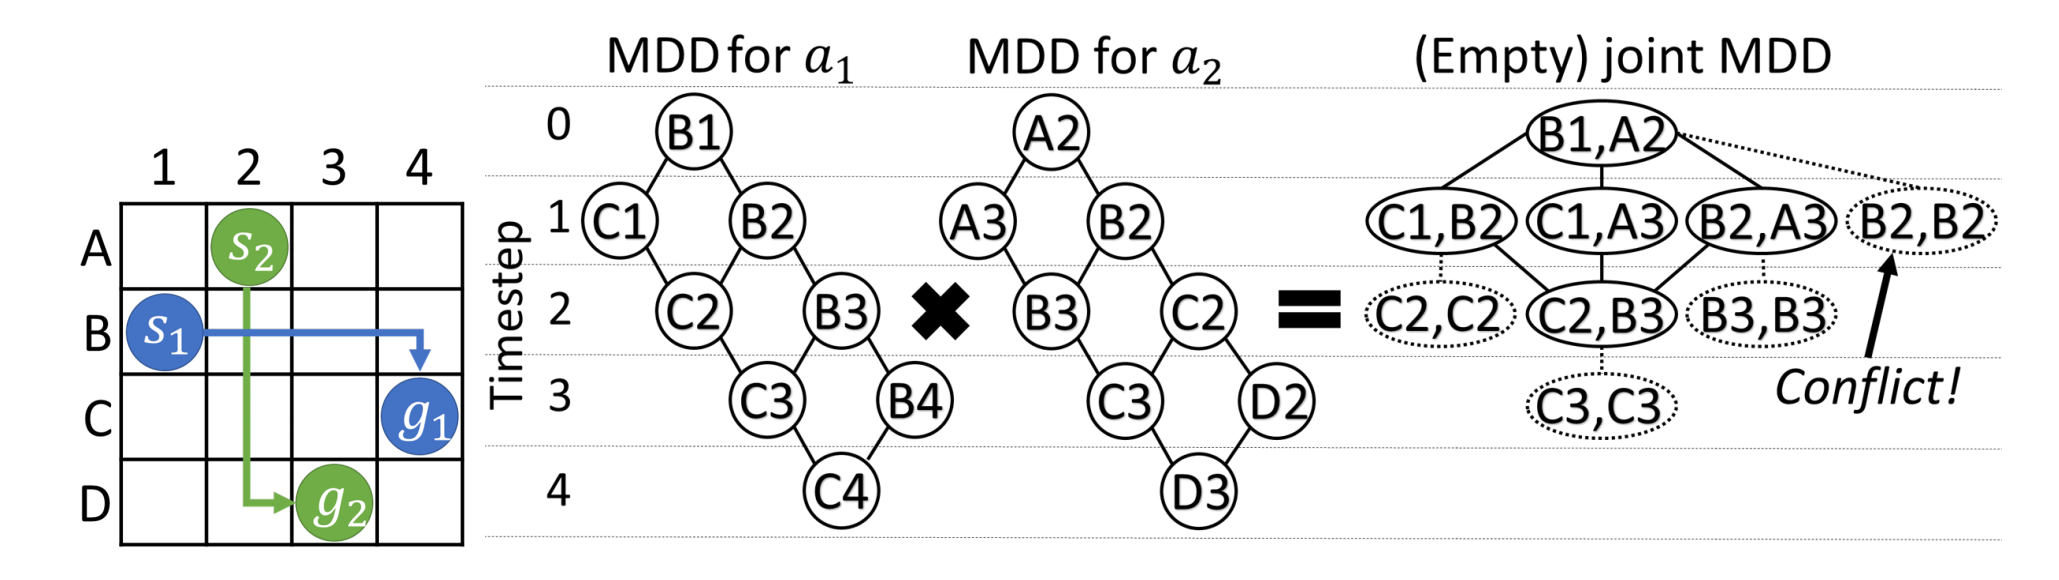 MDD for a₁ MDD for a₂ (Empty) joint MDD
1 2 3 4
A s₂
B s₁
C g₁
D g₂
Timestep
0 B1 A2 B1,A2
1 C1 B2 A3 B2 C1,B2 C1,A3 B2,A3 B2,B2
2 C2 B3 B3 C2 C2,C2 C2,B3 B3,B3
3 C3 B4 C3 D2 C3,C3
Conflict!
4 C4 D3